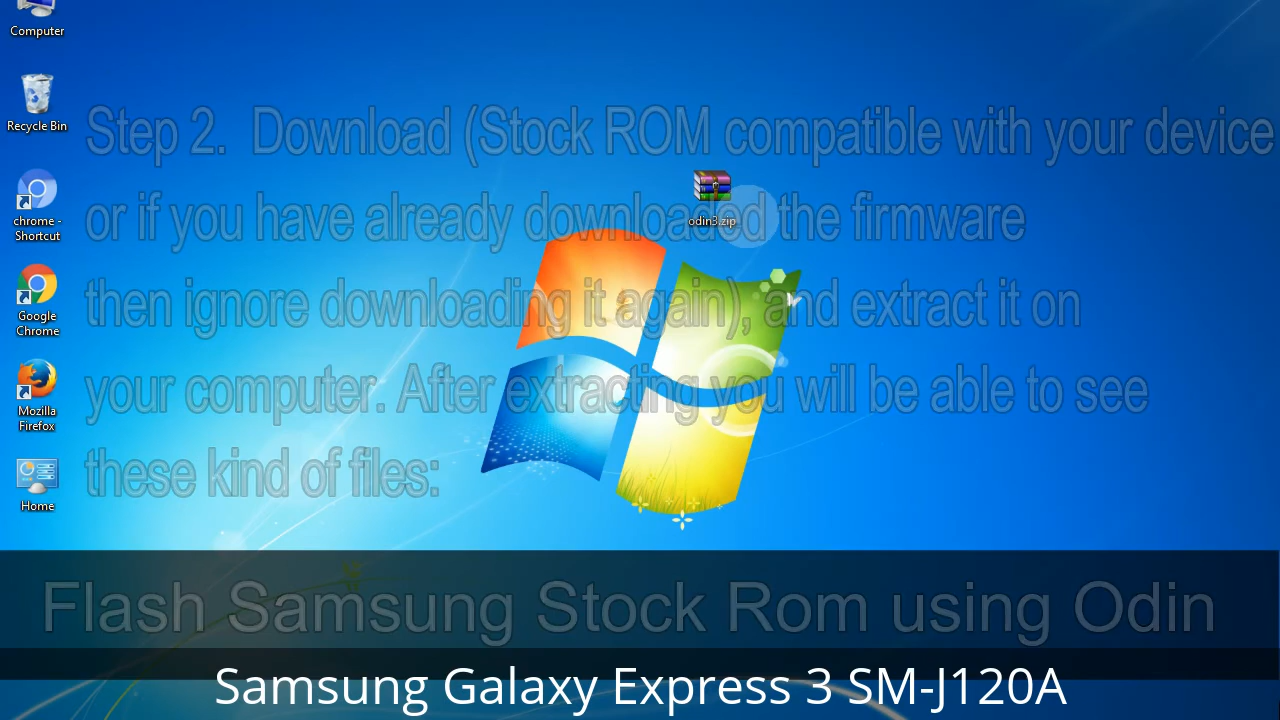 Computer
Recycle Bin
chrome -
Shortcut
Google
Chrome
Mozilla
Firefox
Home
odin3.zip
Step 2.  Download (Stock ROM compatible with your device
or if you have already downloaded the firmware
then ignore downloading it again), and extract it on
your computer. After extracting you will be able to see
these kind of files:
Flash Samsung Stock Rom using Odin
Samsung Galaxy Express 3 SM-J120A